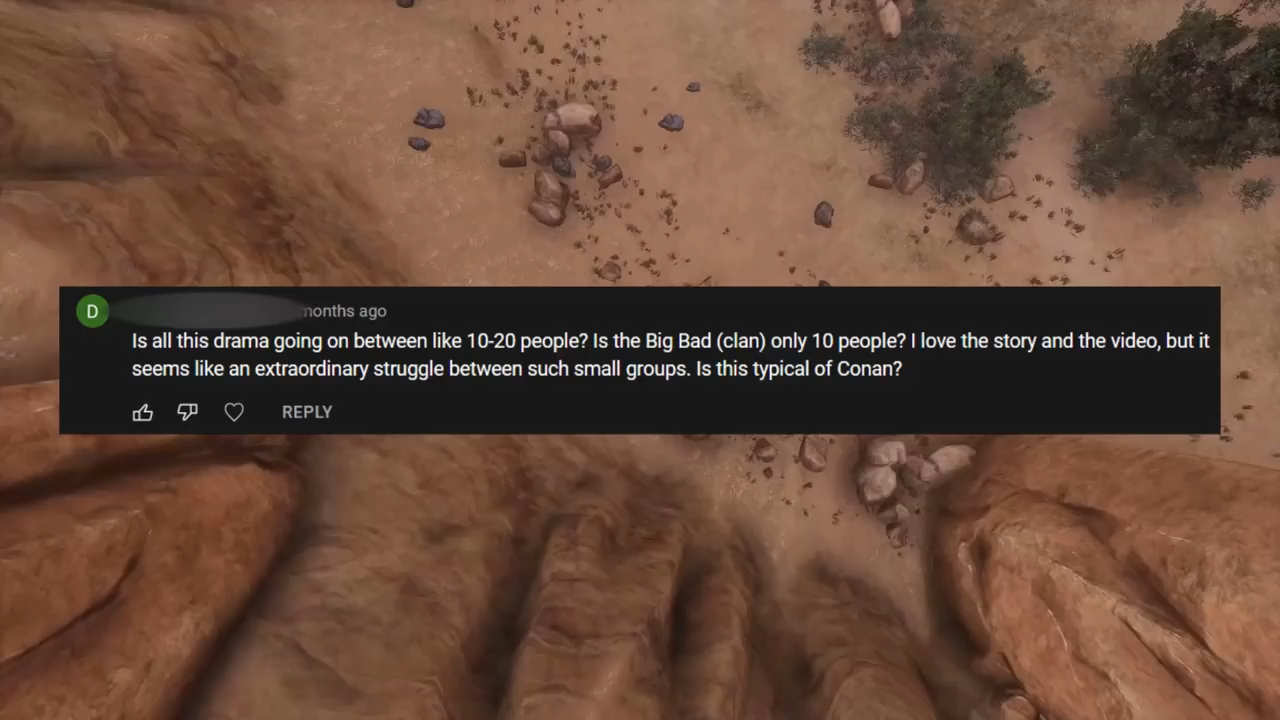 D
months ago
Is all this drama going on between like 10-20 people? Is the Big Bad (clan) only 10 people? I love the story and the video, but it
seems like an extraordinary struggle between such small groups. Is this typical of Conan?
REPLY